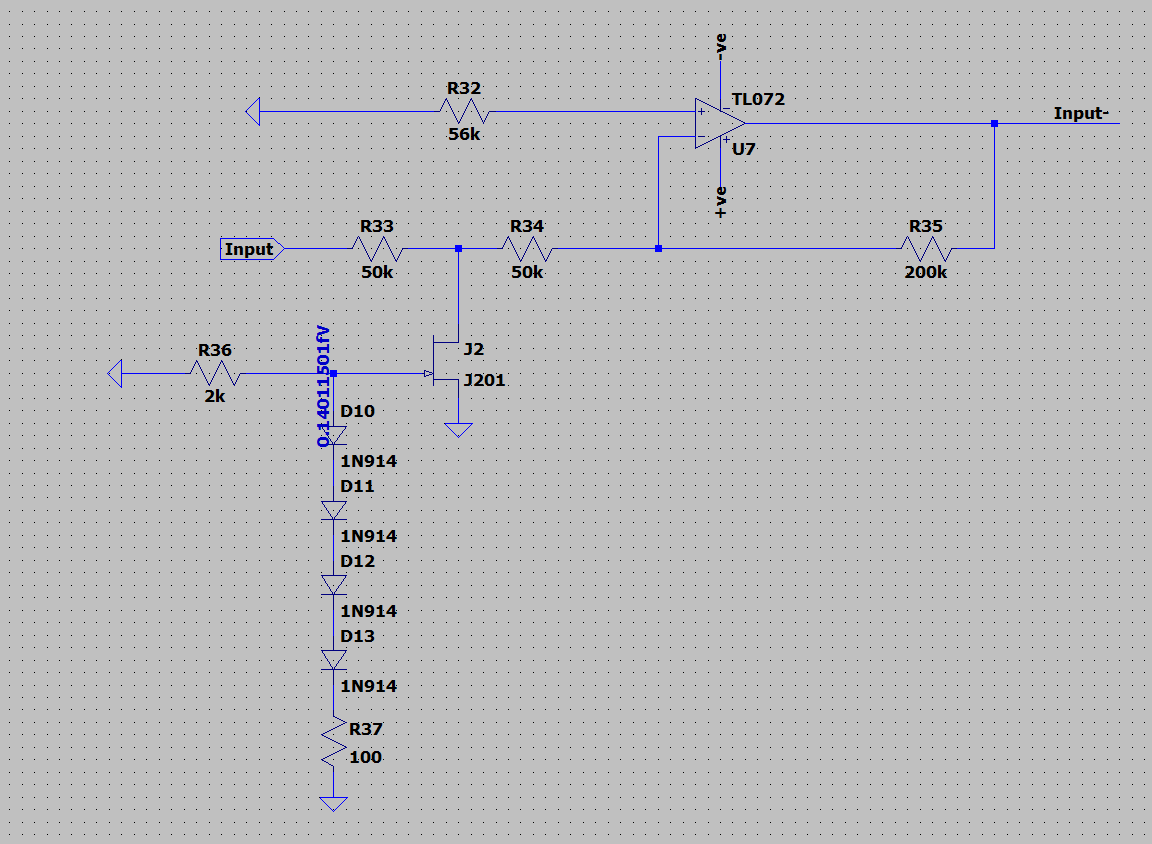 -ve
R32
TL072
56k
+
−
Input-
−
+
U7
+ve
R33
R34
R35
Input
50k
50k
200k
0.14011501fV
R36
J2
2k
J201
D10
1N914
D11
1N914
D12
1N914
D13
1N914
R37
100